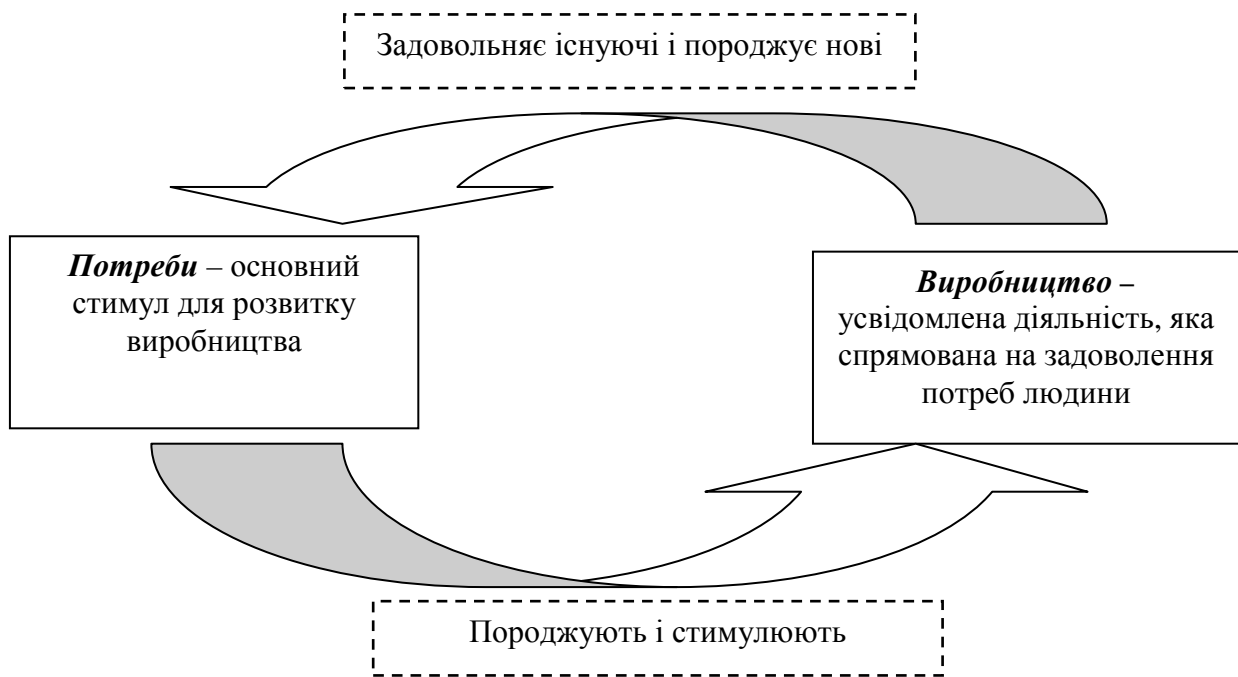 Задовольняє існуючі і породжує нові
Потреби – основний
стимул для розвитку
виробництва
Виробництво –
усвідомлена діяльність, яка
спрямована на задоволення
потреб людини
Породжують і стимулюють